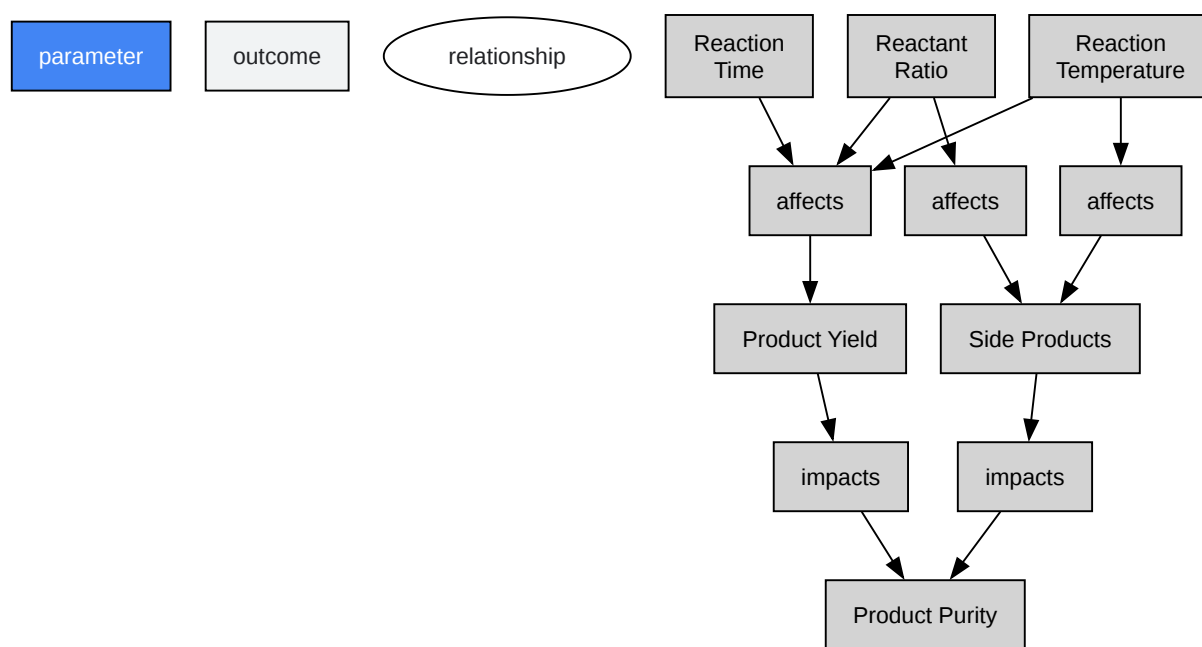 parameter
outcome
relationship
Reaction
Time
Reactant
Ratio
Reaction
Temperature
affects
affects
affects
Product Yield
Side Products
impacts
impacts
Product Purity